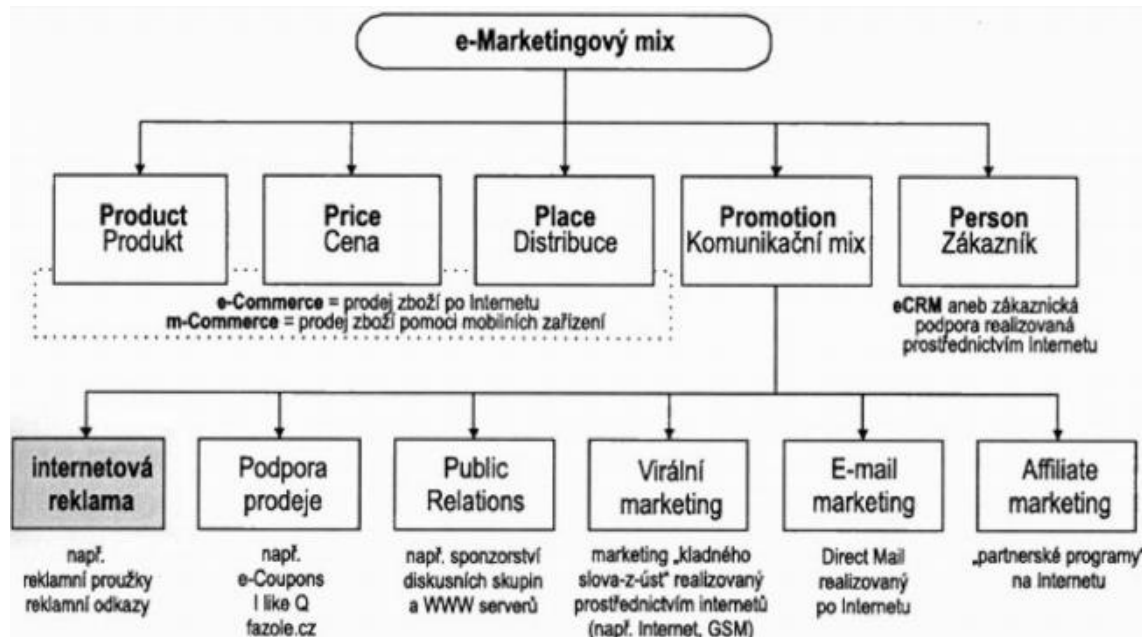 e-Marketingový mix
Product
Produkt
Price
Cena
Place
Distribuce
Promotion
Komunikační mix
Person
Zákazník
e-Commerce = prodej zboží po Internetu
m-Commerce = prodej zboží pomoci mobilních zařízení
eCRM aneb zákaznická
podpora realizovaná
prostřednictvím Internetu
internetová
reklama
např.
reklamní proužky
reklamní odkazy
Podpora
prodeje
např.
e-Coupons
I like Q
fazole.cz
Public
Relations
např. sponzorství
diskusních skupin
a WWW serverů
Virální
marketing
marketing „kladného
slova-z-úst" realizovaný
prostřednictvím internetů
(např. Internet, GSM)
E-mail
marketing
Direct Mail
realizovaný
po Internetu
Affiliate
marketing
„partnerské programy"
na Internetu